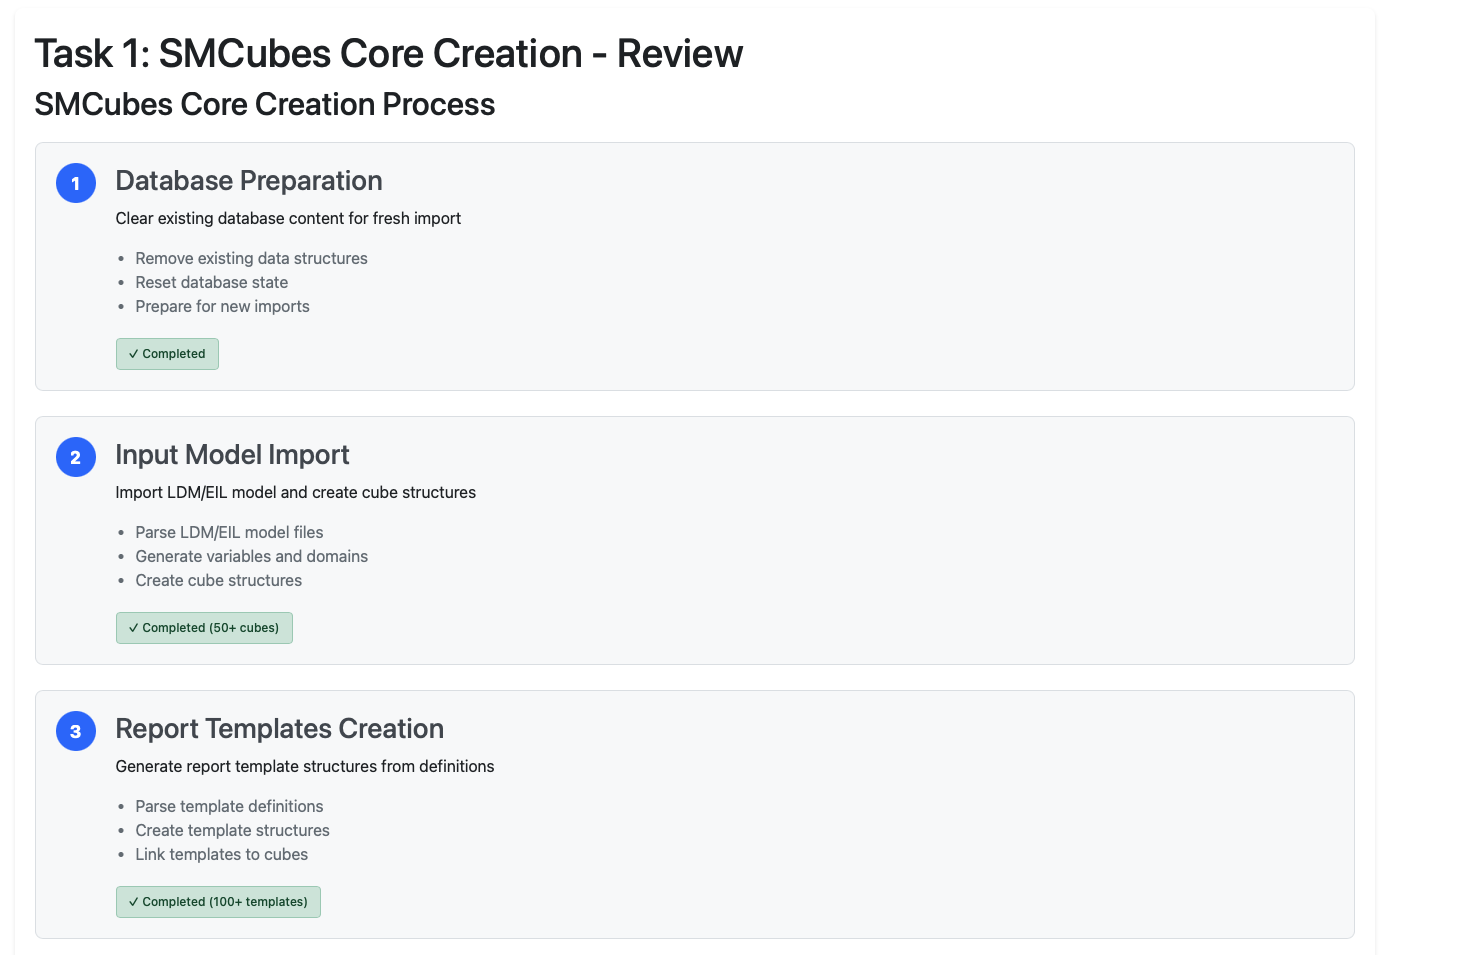 Task 1: SMCubes Core Creation - Review
SMCubes Core Creation Process
1
Database Preparation
Clear existing database content for fresh import
• Remove existing data structures
• Reset database state
• Prepare for new imports
✓ Completed
2
Input Model Import
Import LDM/EIL model and create cube structures
• Parse LDM/EIL model files
• Generate variables and domains
• Create cube structures
✓ Completed (50+ cubes)
3
Report Templates Creation
Generate report template structures from definitions
• Parse template definitions
• Create template structures
• Link templates to cubes
✓ Completed (100+ templates)